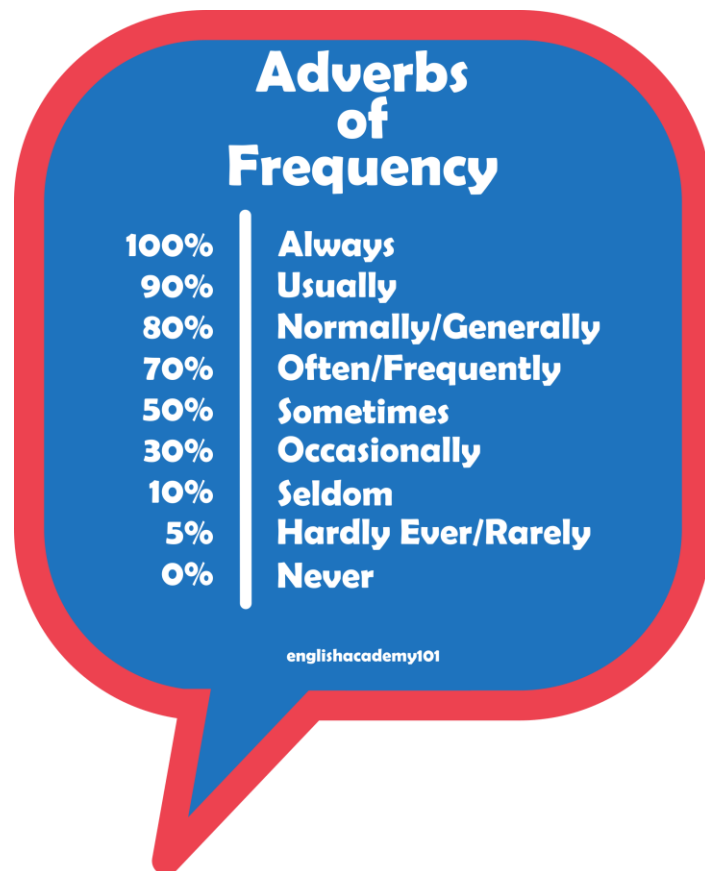 Adverbs
of
Frequency
100% Always
90% Usually
80% Normally/Generally
70% Often/Frequently
50% Sometimes
30% Occasionally
10% Seldom
5% Hardly Ever/Rarely
0% Never
englishacademy101